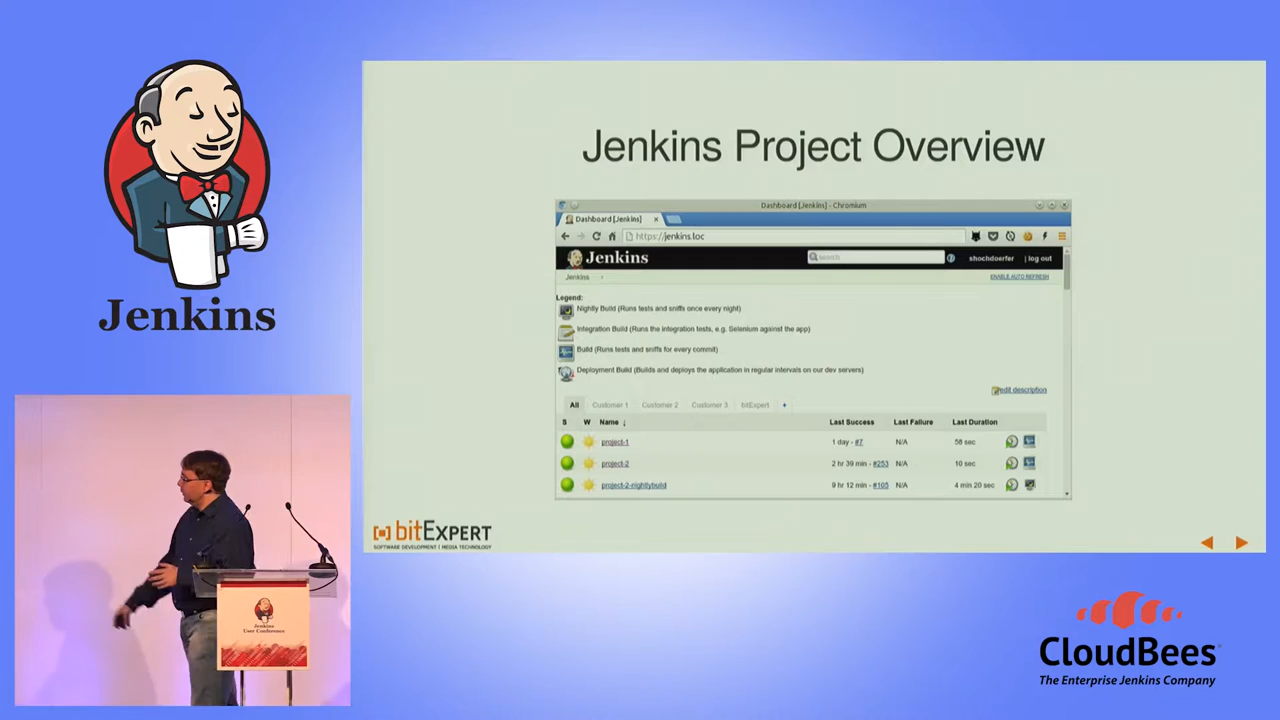 Jenkins
Jenkins Project Overview
Dashboard [Jenkins] - Chromium
Dashboard [Jenkins]
https://jenkins.loc
Jenkins
search
shochdoerfer
| log out
Jenkins
ENABLE AUTO REFRESH
Legend:
Nightly Build (Runs tests and sniffs once every night)
Integration Build (Runs the integration tests, e.g. Selenium against the app)
Build (Runs tests and sniffs for every commit)
Deployment Build (Builds and deploys the application in regular intervals on our dev servers)
edit description
All Customer 1 Customer 2 Customer 3 bitExpert +
S W Name ↓ Last Success Last Failure Last Duration
project-1 1 day - #7 N/A 58 sec
project-2 2 hr 39 min - #253 N/A 10 sec
project-2-nightlybuild 9 hr 12 min - #105 N/A 4 min 20 sec
bitExpert
SOFTWARE DEVELOPMENT | MEDIA TECHNOLOGY
Jenkins
User Conference
CloudBees
The Enterprise Jenkins Company